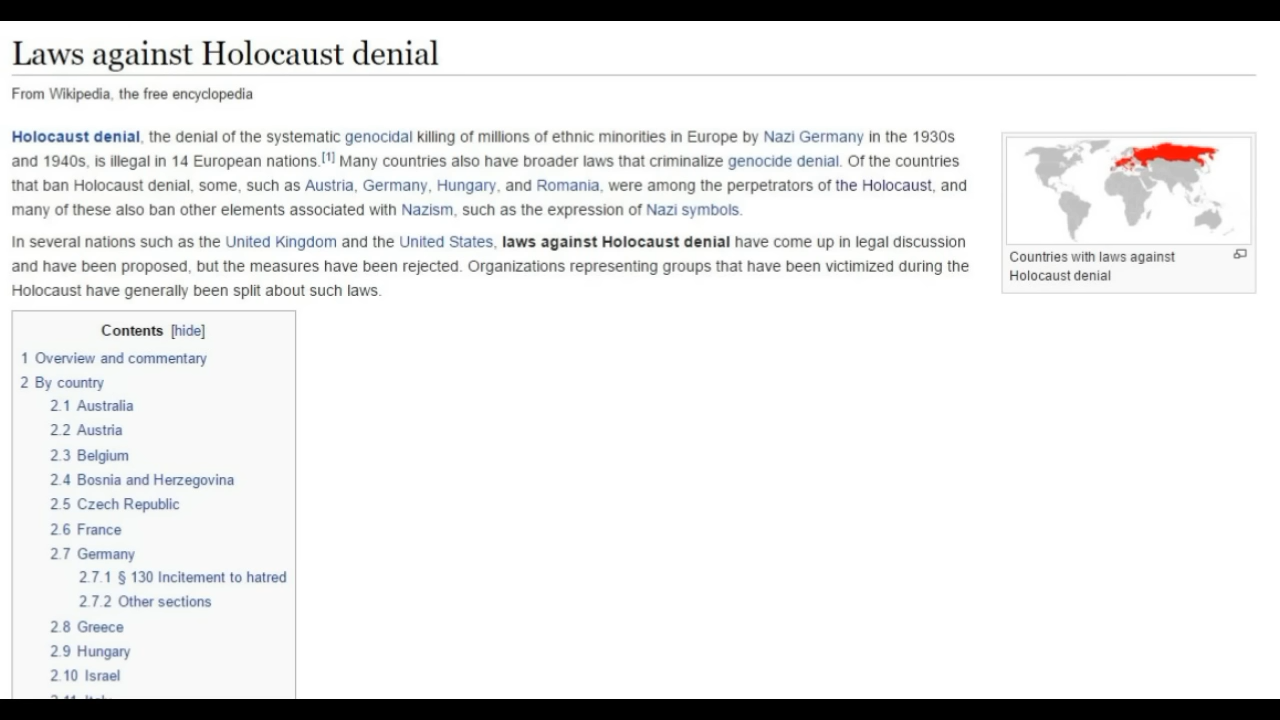 Laws against Holocaust denial
From Wikipedia, the free encyclopedia
Holocaust denial, the denial of the systematic genocidal killing of millions of ethnic minorities in Europe by Nazi Germany in the 1930s
and 1940s, is illegal in 14 European nations.[1] Many countries also have broader laws that criminalize genocide denial. Of the countries
that ban Holocaust denial, some, such as Austria, Germany, Hungary, and Romania, were among the perpetrators of the Holocaust, and
many of these also ban other elements associated with Nazism, such as the expression of Nazi symbols.
In several nations such as the United Kingdom and the United States, laws against Holocaust denial have come up in legal discussion
and have been proposed, but the measures have been rejected. Organizations representing groups that have been victimized during the
Holocaust have generally been split about such laws.
Countries with laws against
Holocaust denial
Contents [hide]
1 Overview and commentary
2 By country
2.1 Australia
2.2 Austria
2.3 Belgium
2.4 Bosnia and Herzegovina
2.5 Czech Republic
2.6 France
2.7 Germany
2.7.1 § 130 Incitement to hatred
2.7.2 Other sections
2.8 Greece
2.9 Hungary
2.10 Israel